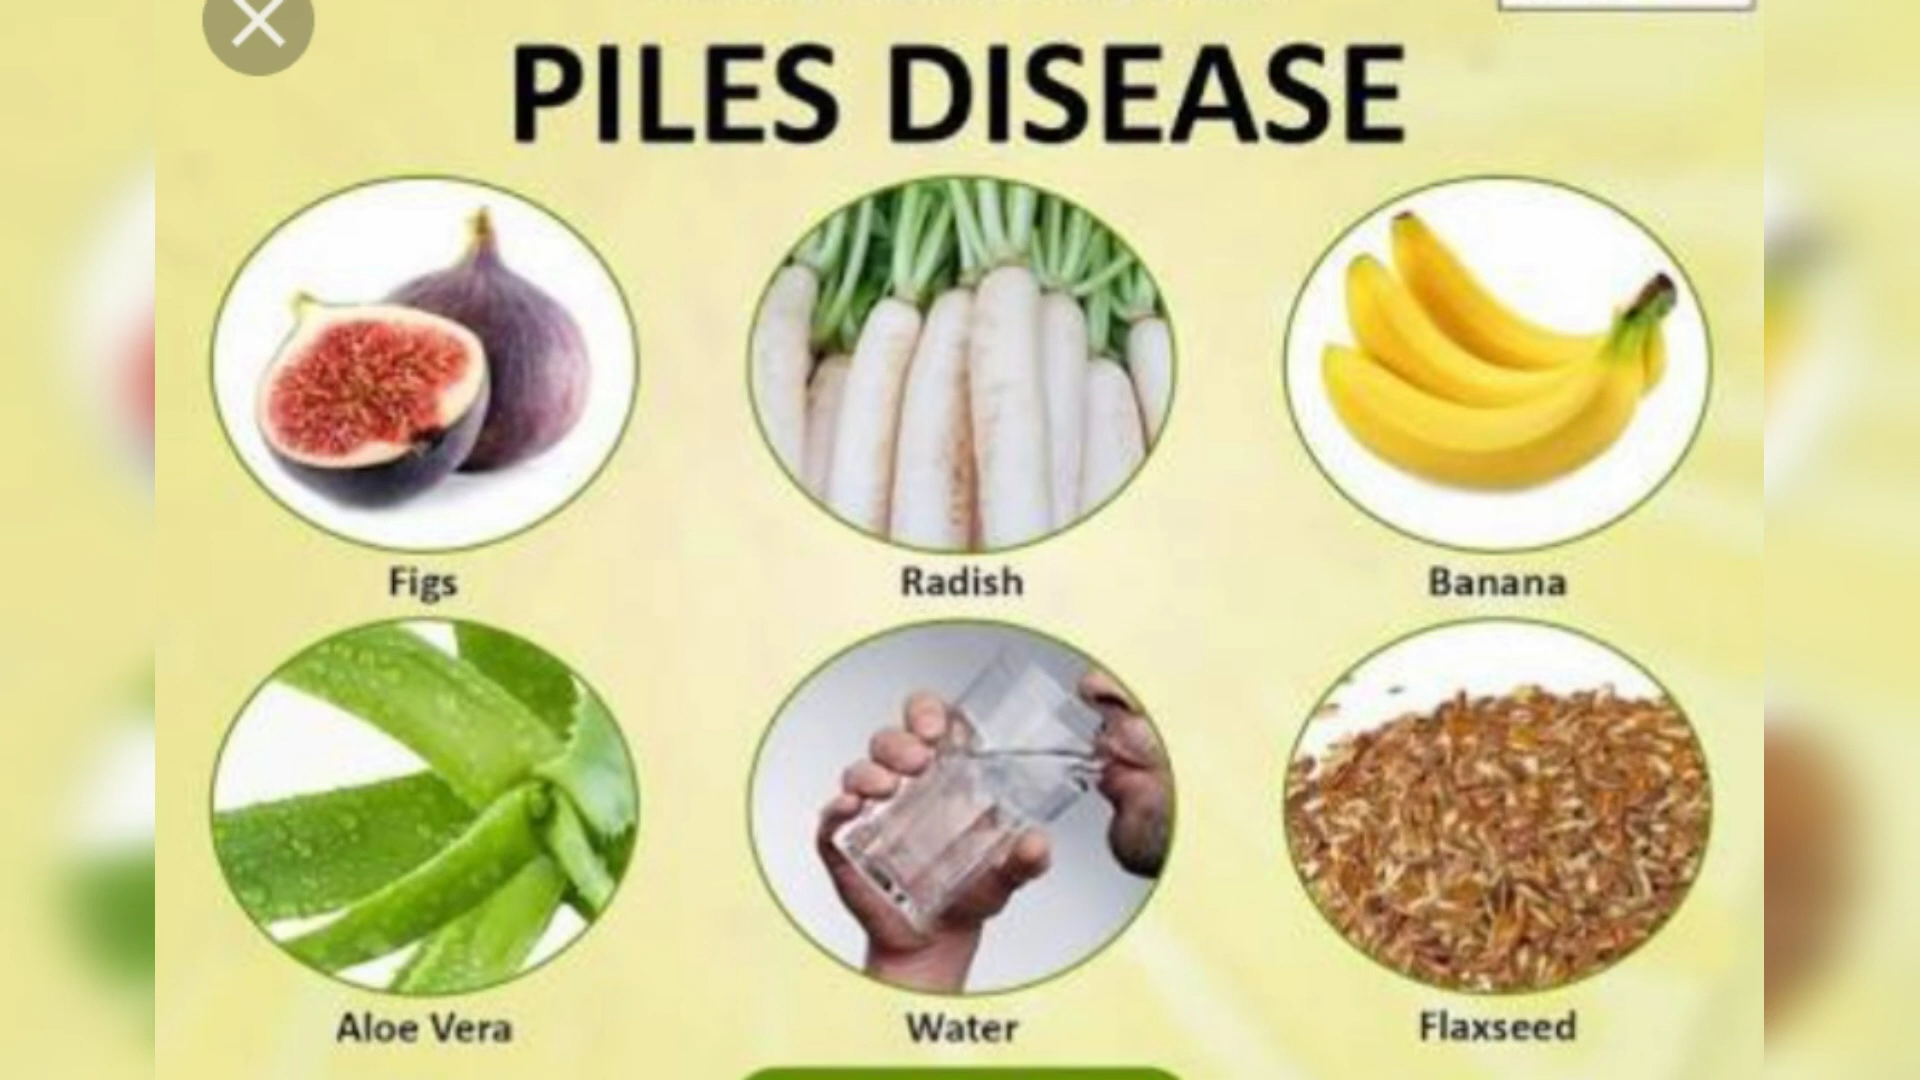 PILES DISEASE
Figs
Radish
Banana
Aloe Vera
Water
Flaxseed